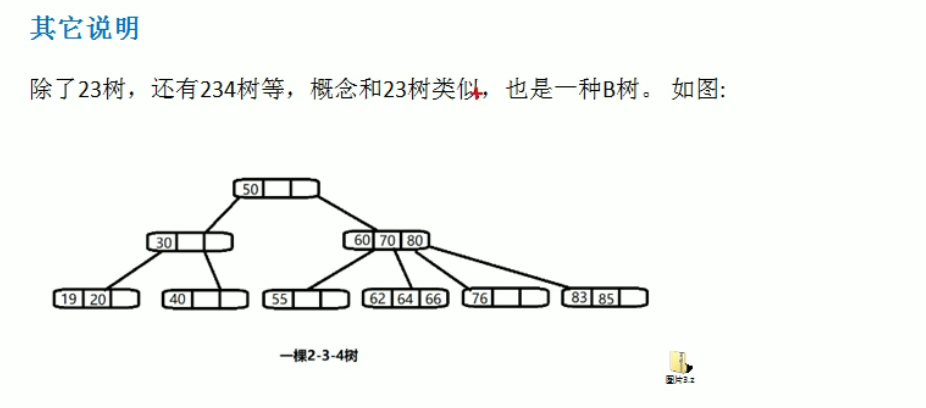 其它说明
除了23树，还有234树等，概念和23树类似，也是一种B树。 如图:
50
30 60 70 80
19 20 40 55 62 64 66 76 83 85
一棵2-3-4树
图片3.z